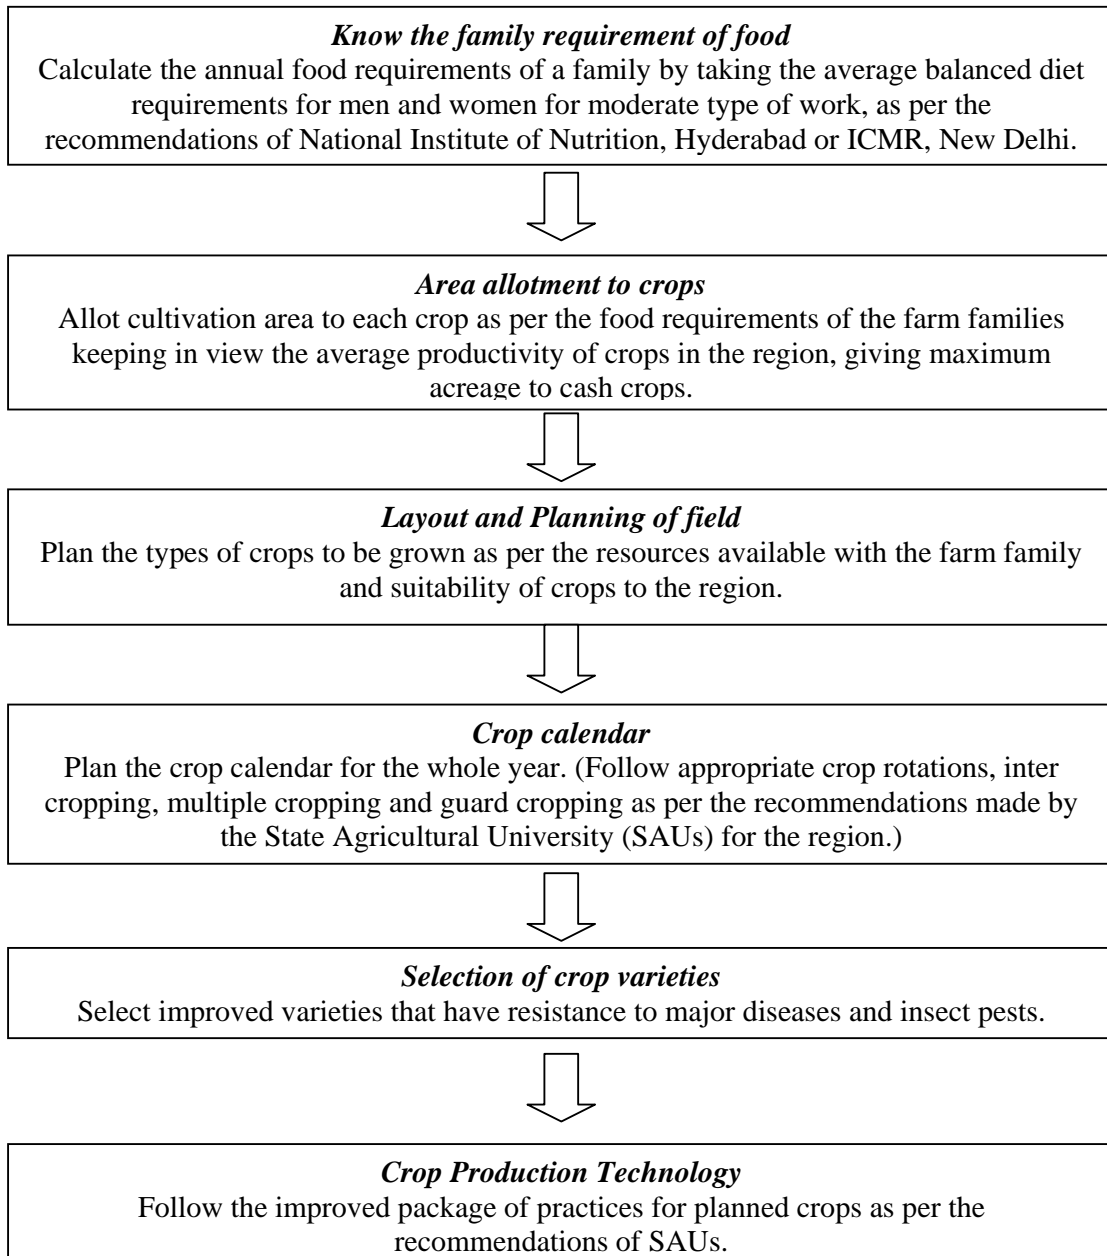 Know the family requirement of food
Calculate the annual food requirements of a family by taking the average balanced diet
requirements for men and women for moderate type of work, as per the
recommendations of National Institute of Nutrition, Hyderabad or ICMR, New Delhi.
Area allotment to crops
Allot cultivation area to each crop as per the food requirements of the farm families
keeping in view the average productivity of crops in the region, giving maximum
acreage to cash crops.
Layout and Planning of field
Plan the types of crops to be grown as per the resources available with the farm family
and suitability of crops to the region.
Crop calendar
Plan the crop calendar for the whole year. (Follow appropriate crop rotations, inter
cropping, multiple cropping and guard cropping as per the recommendations made by
the State Agricultural University (SAUs) for the region.)
Selection of crop varieties
Select improved varieties that have resistance to major diseases and insect pests.
Crop Production Technology
Follow the improved package of practices for planned crops as per the
recommendations of SAUs.